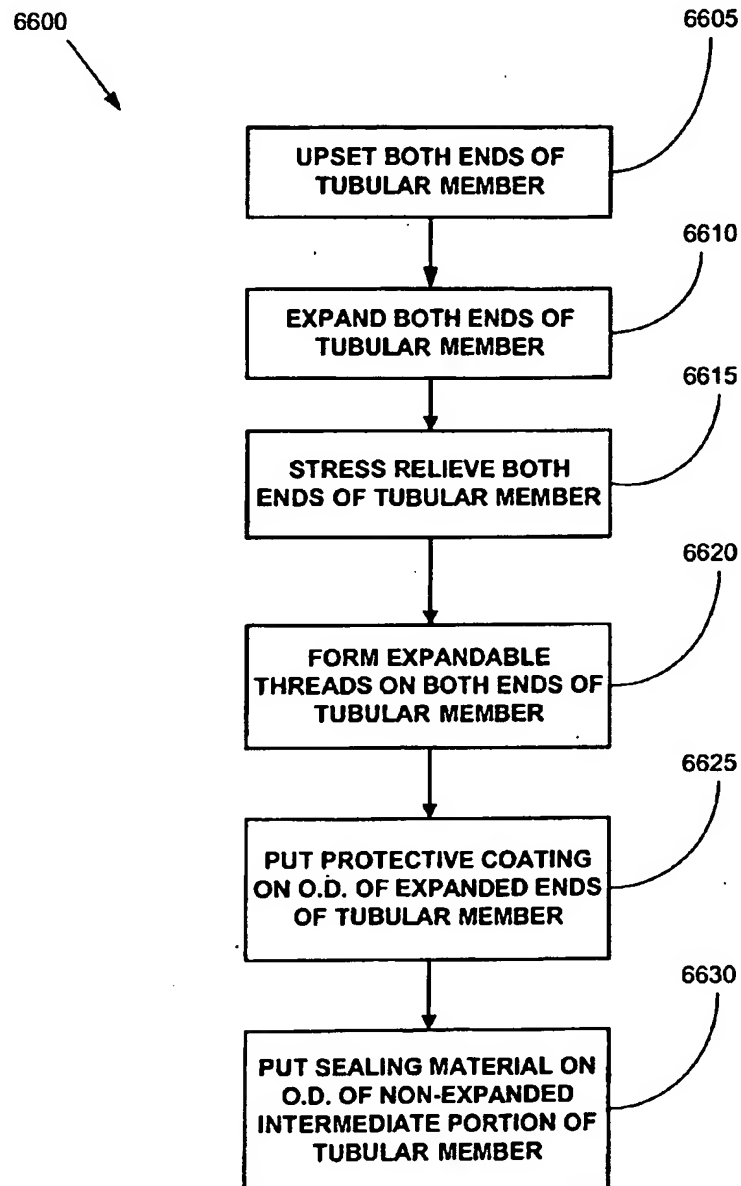 6600
6605
UPSET BOTH ENDS OF
TUBULAR MEMBER
6610
EXPAND BOTH ENDS OF
TUBULAR MEMBER
6615
STRESS RELIEVE BOTH
ENDS OF TUBULAR MEMBER
6620
FORM EXPANDABLE
THREADS ON BOTH ENDS OF
TUBULAR MEMBER
6625
PUT PROTECTIVE COATING
ON O.D. OF EXPANDED ENDS
OF TUBULAR MEMBER
6630
PUT SEALING MATERIAL ON
O.D. OF NON-EXPANDED
INTERMEDIATE PORTION OF
TUBULAR MEMBER